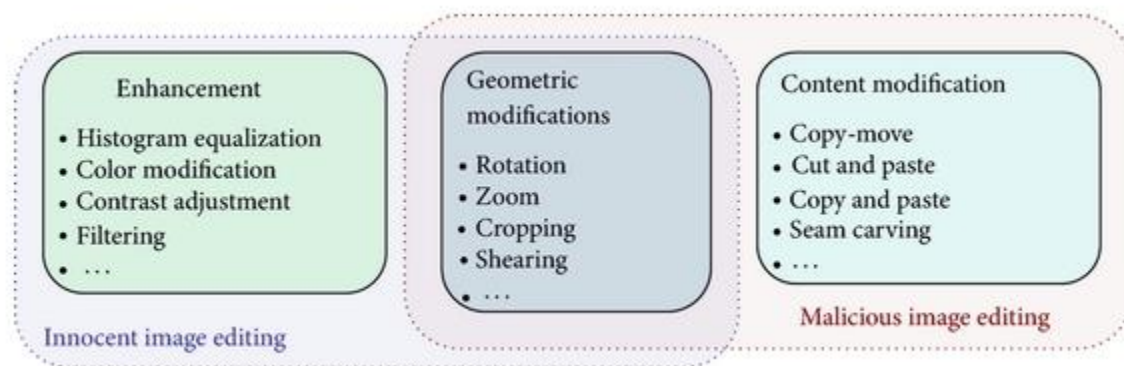 Enhancement
• Histogram equalization
• Color modification
• Contrast adjustment
• Filtering
• ...
Innocent image editing
Geometric
modifications
• Rotation
• Zoom
• Cropping
• Shearing
• ...
Content modification
• Copy-move
• Cut and paste
• Copy and paste
• Seam carving
• ...
Malicious image editing